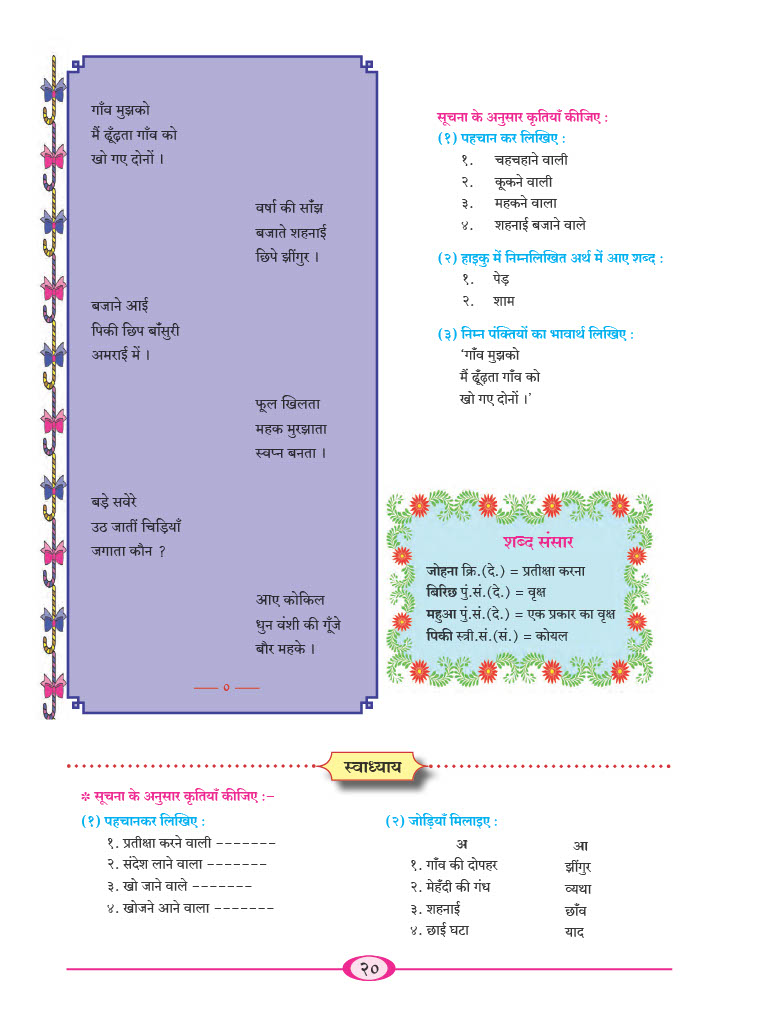 गाँव मुझको
मैं ढूँढ़ता गाँव को
खो गए दोनों ।
वर्षा की साँझ
बजाते शहनाई
छिपे झींगुर ।
बजाने आई
पिकी छिप बाँसुरी
अमराई में ।
फूल खिलता
महक मुरझाता
स्वप्न बनता ।
बड़े सवेरे
उठ जातीं चिड़ियाँ
जगाता कौन ?
आए कोकिल
धुन वंशी की गूँजे
बौर महके ।
—— ० ——
सूचना के अनुसार कृतियाँ कीजिए :
(१) पहचान कर लिखिए :
१. चहचहाने वाली
२. कूकने वाली
३. महकने वाला
४. शहनाई बजाने वाले
(२) हाइकु में निम्नलिखित अर्थ में आए शब्द :
१. पेड़
२. शाम
(३) निम्न पंक्तियों का भावार्थ लिखिए :
‘गाँव मुझको
मैं ढूँढ़ता गाँव को
खो गए दोनों ।’
शब्द संसार
जोहना क्रि.(दे.) = प्रतीक्षा करना
बिरिछ पुं.सं.(दे.) = वृक्ष
महुआ पुं.सं.(दे.) = एक प्रकार का वृक्ष
पिकी स्त्री.सं.(सं.) = कोयल
स्वाध्याय
* सूचना के अनुसार कृतियाँ कीजिए :–
(१) पहचानकर लिखिए :
१. प्रतीक्षा करने वाली –––––––
२. संदेश लाने वाला –––––––
३. खो जाने वाले –––––––
४. खोजने आने वाला –––––––
(२) जोड़ियाँ मिलाइए :
अ आ
१. गाँव की दोपहर झींगुर
२. मेहँदी की गंध व्यथा
३. शहनाई छाँव
४. छाई घटा याद
२०